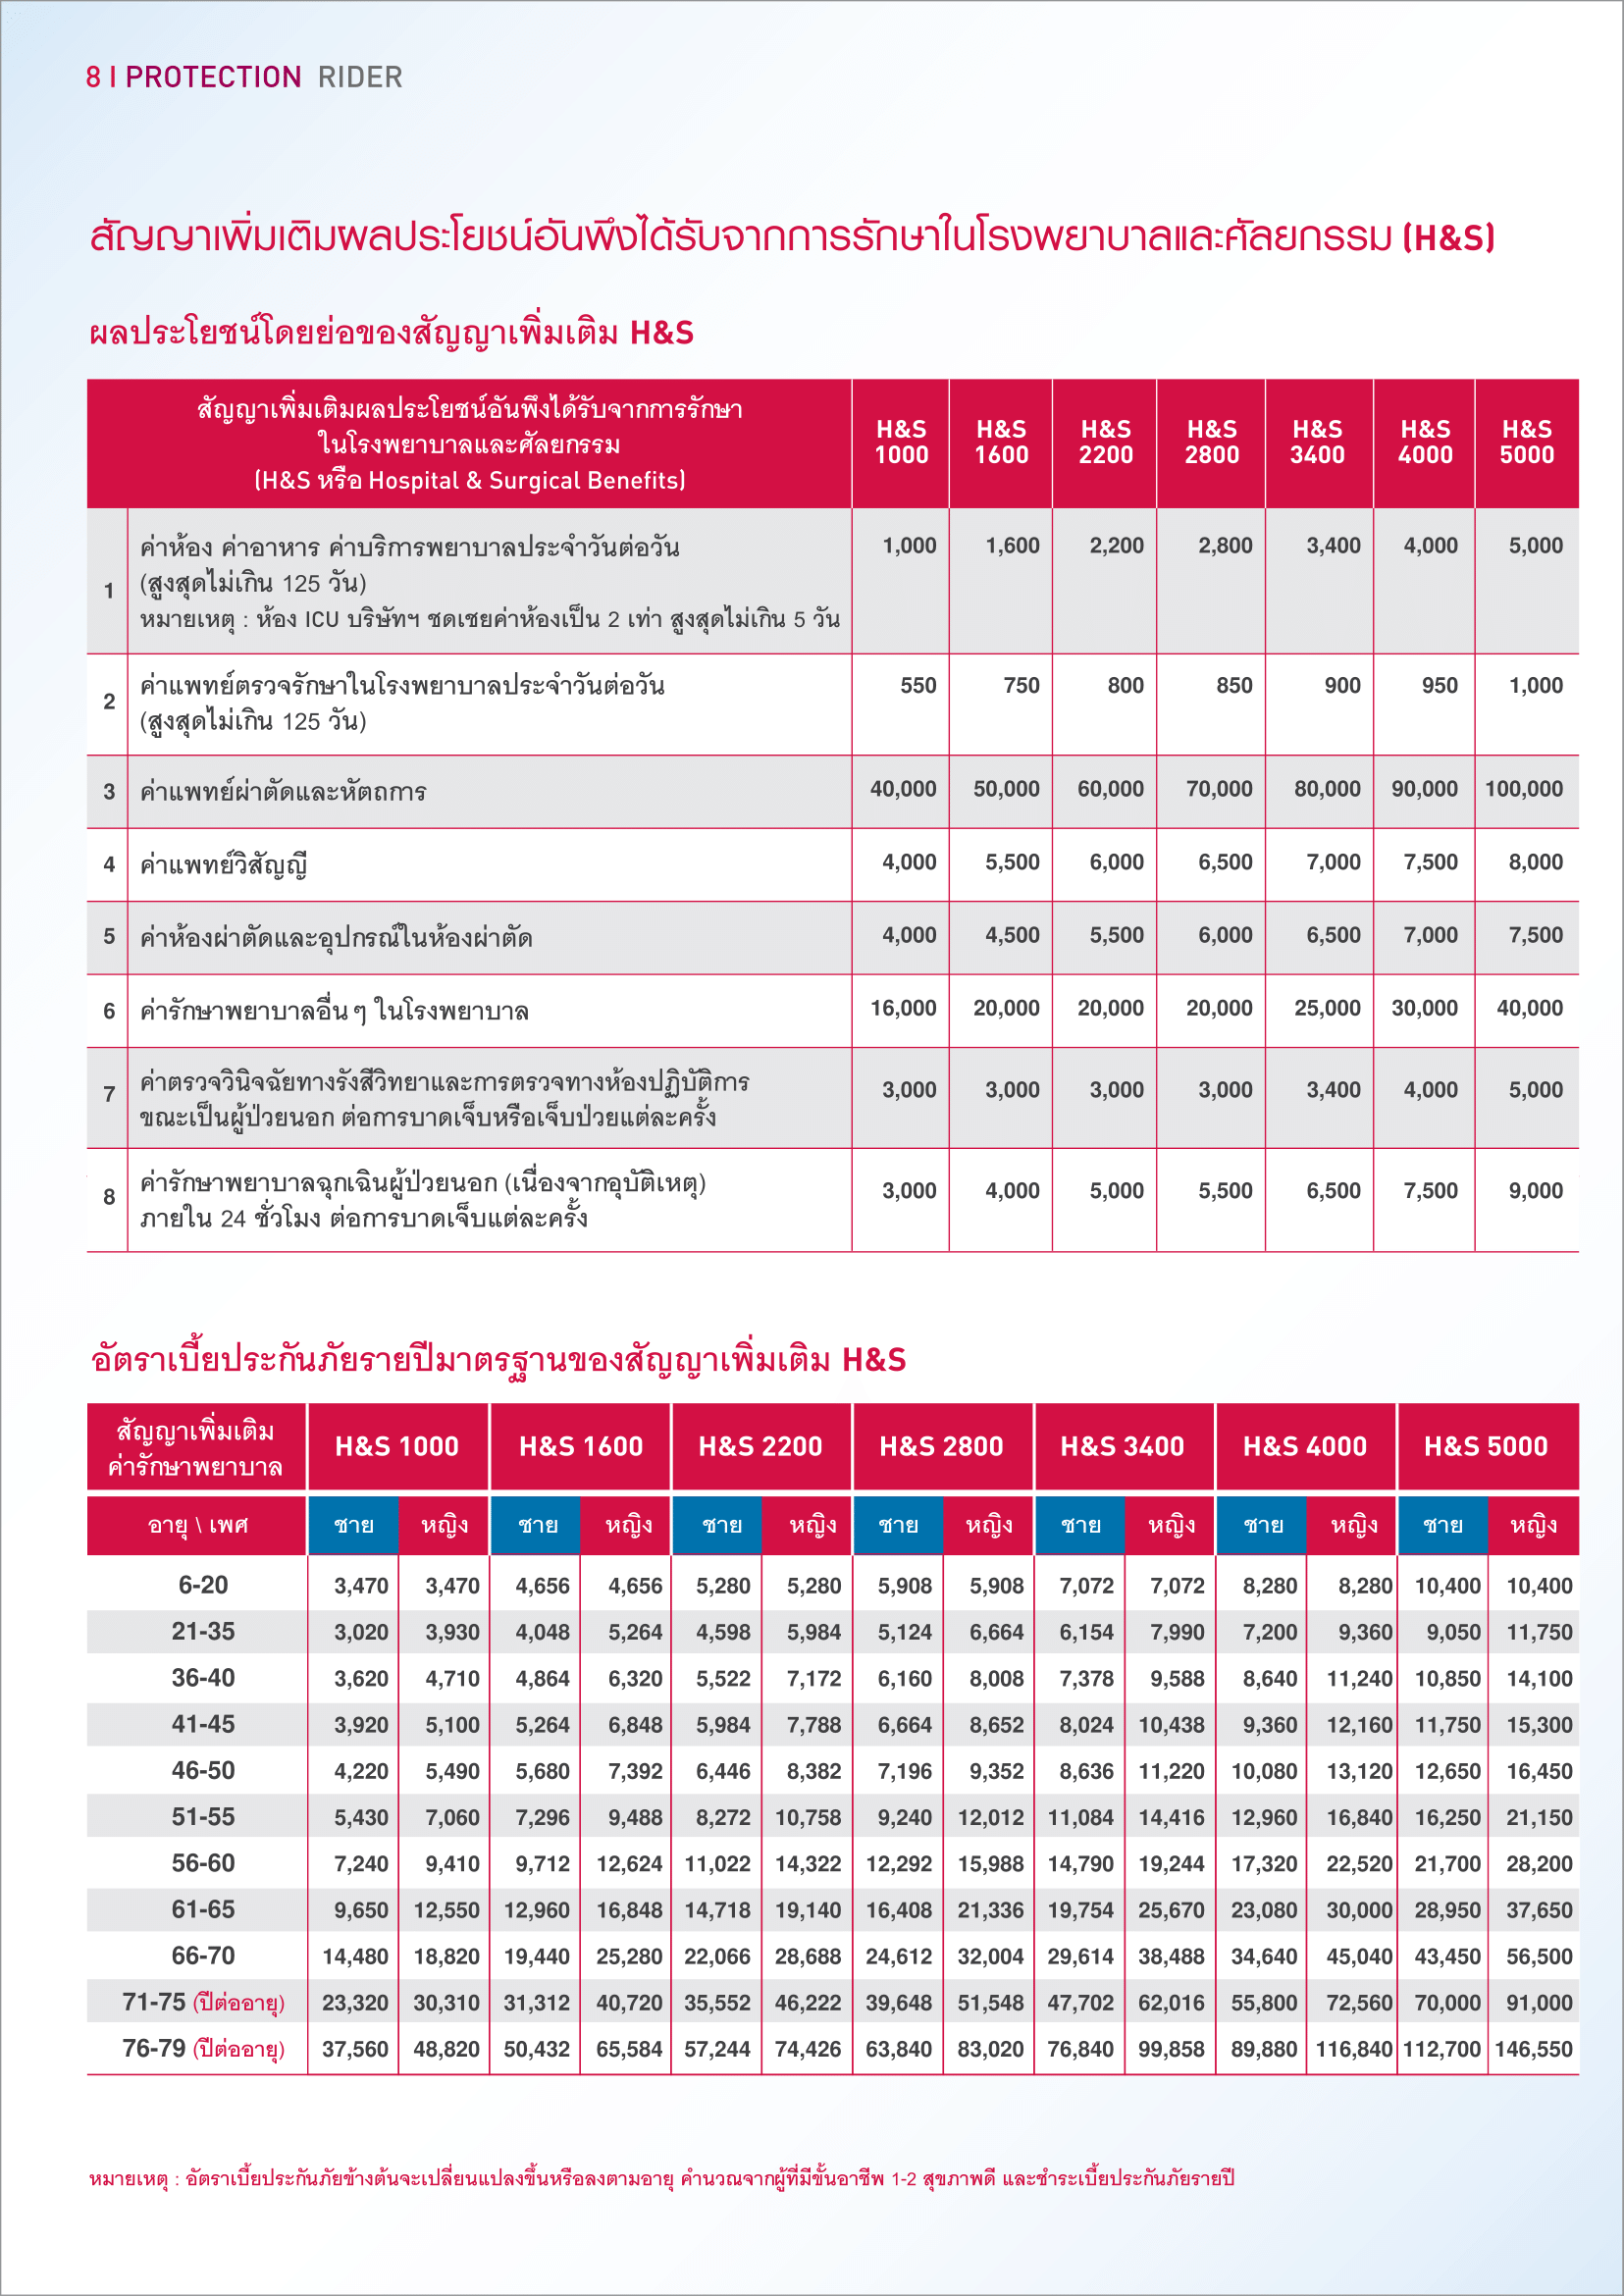 8 | PROTECTION RIDER
สัญญาเพิ่มเติมผลประโยชน์อันพึงได้รับจากการรักษาในโรงพยาบาลและศัลยกรรม (H&S)
ผลประโยชน์โดยย่อของสัญญาเพิ่มเติม H&S
สัญญาเพิ่มเติมผลประโยชน์อันพึงได้รับจากการรักษา
ในโรงพยาบาลและศัลยกรรม
(H&S หรือ Hospital & Surgical Benefits)
H&S 1000 H&S 1600 H&S 2200 H&S 2800 H&S 3400 H&S 4000 H&S 5000
1 ค่าห้อง ค่าอาหาร ค่าบริการพยาบาลประจำวันต่อวัน 1,000 1,600 2,200 2,800 3,400 4,000 5,000
(สูงสุดไม่เกิน 125 วัน)
หมายเหตุ : ห้อง ICU บริษัทฯ ชดเชยค่าห้องเป็น 2 เท่า สูงสุดไม่เกิน 5 วัน
2 ค่าแพทย์ตรวจรักษาในโรงพยาบาลประจำวันต่อวัน 550 750 800 850 900 950 1,000
(สูงสุดไม่เกิน 125 วัน)
3 ค่าแพทย์ผ่าตัดและหัตถการ 40,000 50,000 60,000 70,000 80,000 90,000 100,000
4 ค่าแพทย์วิสัญญี 4,000 5,500 6,000 6,500 7,000 7,500 8,000
5 ค่าห้องผ่าตัดและอุปกรณ์ในห้องผ่าตัด 4,000 4,500 5,500 6,000 6,500 7,000 7,500
6 ค่ารักษาพยาบาลอื่น ๆ ในโรงพยาบาล 16,000 20,000 20,000 20,000 25,000 30,000 40,000
7 ค่าตรวจวินิจฉัยทางรังสีวิทยาและการตรวจทางห้องปฏิบัติการ 3,000 3,000 3,000 3,000 3,400 4,000 5,000
ขณะเป็นผู้ป่วยนอก ต่อการบาดเจ็บหรือเจ็บป่วยแต่ละครั้ง
8 ค่ารักษาพยาบาลฉุกเฉินผู้ป่วยนอก (เนื่องจากอุบัติเหตุ) 3,000 4,000 5,000 5,500 6,500 7,500 9,000
ภายใน 24 ชั่วโมง ต่อการบาดเจ็บแต่ละครั้ง
อัตราเบี้ยประกันภัยรายปีมาตรฐานของสัญญาเพิ่มเติม H&S
สัญญาเพิ่มเติม
ค่ารักษาพยาบาล
H&S 1000 H&S 1600 H&S 2200 H&S 2800 H&S 3400 H&S 4000 H&S 5000
อายุ \ เพศ ชาย หญิง ชาย หญิง ชาย หญิง ชาย หญิง ชาย หญิง ชาย หญิง ชาย หญิง
6-20 3,470 3,470 4,656 4,656 5,280 5,280 5,908 5,908 7,072 7,072 8,280 8,280 10,400 10,400
21-35 3,020 3,930 4,048 5,264 4,598 5,984 5,124 6,664 6,154 7,990 7,200 9,360 9,050 11,750
36-40 3,620 4,710 4,864 6,320 5,522 7,172 6,160 8,008 7,378 9,588 8,640 11,240 10,850 14,100
41-45 3,920 5,100 5,264 6,848 5,984 7,788 6,664 8,652 8,024 10,438 9,360 12,160 11,750 15,300
46-50 4,220 5,490 5,680 7,392 6,446 8,382 7,196 9,352 8,636 11,220 10,080 13,120 12,650 16,450
51-55 5,430 7,060 7,296 9,488 8,272 10,758 9,240 12,012 11,084 14,416 12,960 16,840 16,250 21,150
56-60 7,240 9,410 9,712 12,624 11,022 14,322 12,292 15,988 14,790 19,244 17,320 22,520 21,700 28,200
61-65 9,650 12,550 12,960 16,848 14,718 19,140 16,408 21,336 19,754 25,670 23,080 30,000 28,950 37,650
66-70 14,480 18,820 19,440 25,280 22,066 28,688 24,612 32,004 29,614 38,488 34,640 45,040 43,450 56,500
71-75 (ปีต่ออายุ) 23,320 30,310 31,312 40,720 35,552 46,222 39,648 51,548 47,702 62,016 55,800 72,560 70,000 91,000
76-79 (ปีต่ออายุ) 37,560 48,820 50,432 65,584 57,244 74,426 63,840 83,020 76,840 99,858 89,880 116,840 112,700 146,550
หมายเหตุ : อัตราเบี้ยประกันภัยข้างต้นจะเปลี่ยนแปลงขึ้นหรือลงตามอายุ คำนวณจากผู้ที่มีขั้นอาชีพ 1-2 สุขภาพดี และชำระเบี้ยประกันภัยรายปี